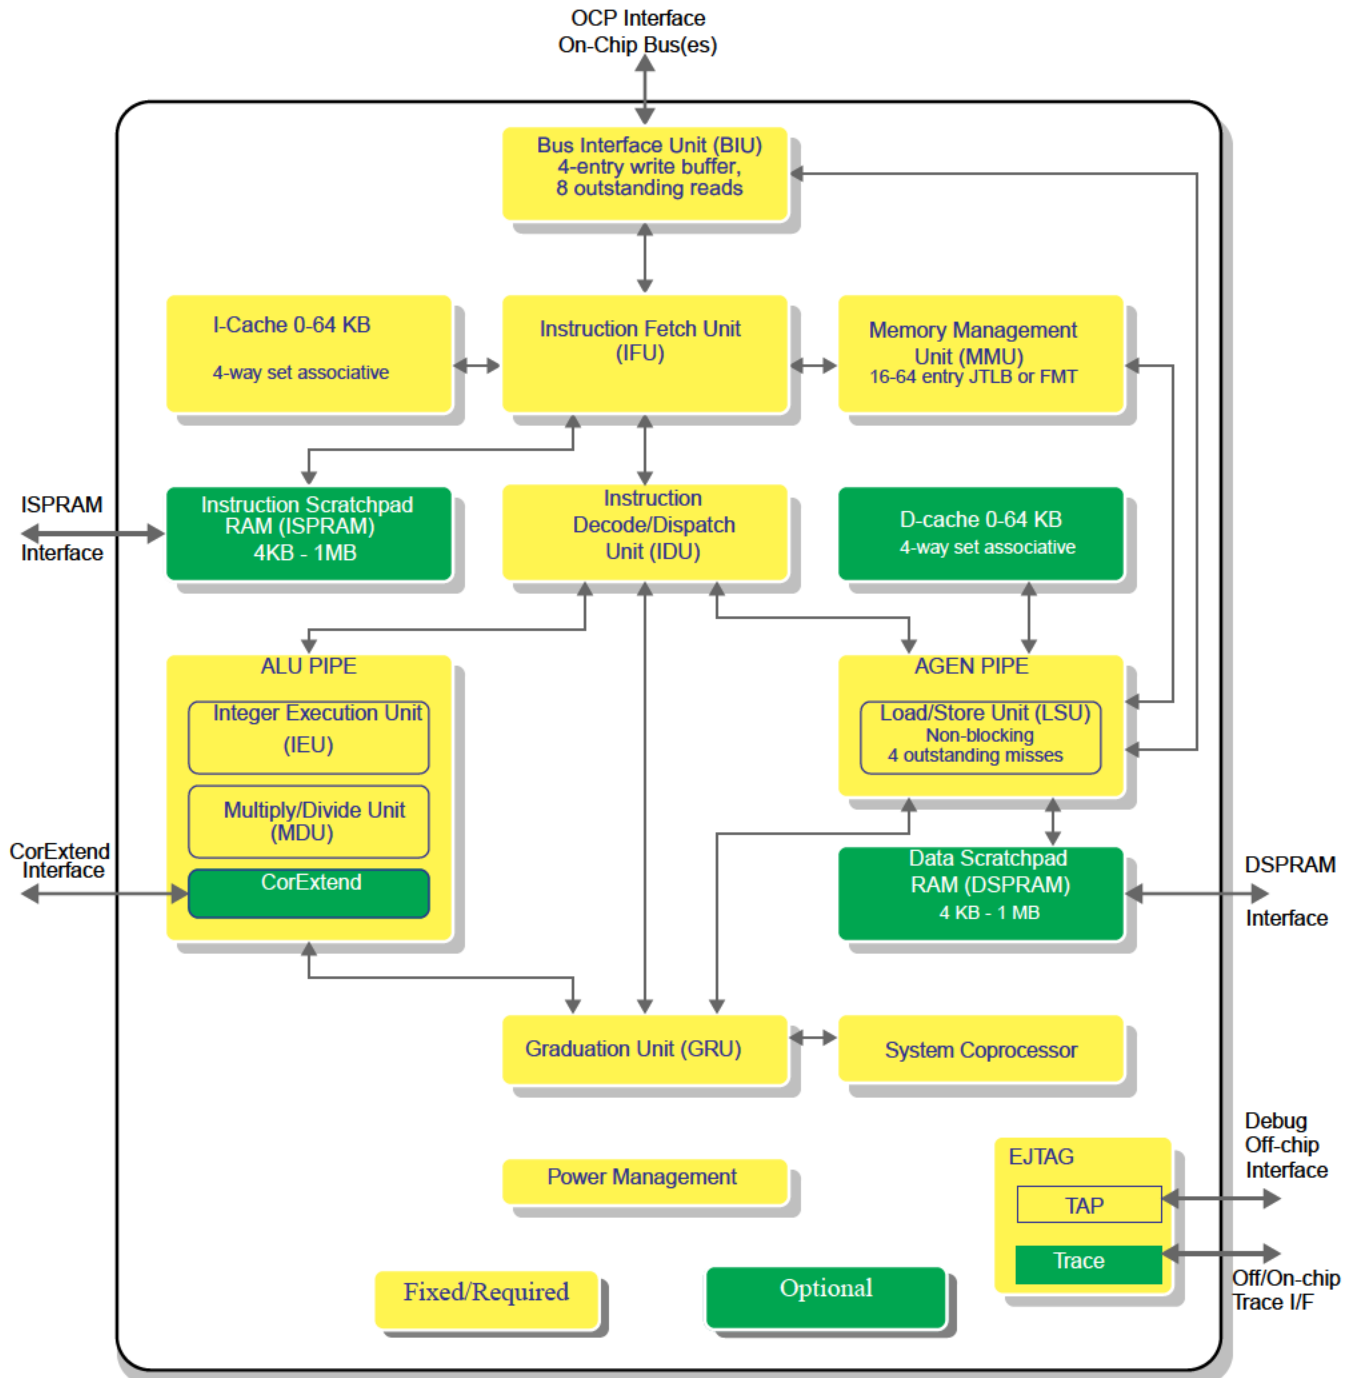 OCP Interface
On-Chip Bus(es)
Bus Interface Unit (BIU)
4-entry write buffer,
8 outstanding reads
I-Cache 0-64 KB
4-way set associative
Instruction Fetch Unit
(IFU)
Memory Management
Unit (MMU)
16-64 entry JTLB or FMT
ISPRAM
Interface
Instruction Scratchpad
RAM (ISPRAM)
4KB - 1MB
Instruction
Decode/Dispatch
Unit (IDU)
D-cache 0-64 KB
4-way set associative
ALU PIPE
Integer Execution Unit
(IEU)
Multiply/Divide Unit
(MDU)
CorExtend
CorExtend
Interface
AGEN PIPE
Load/Store Unit (LSU)
Non-blocking
4 outstanding misses
Data Scratchpad
RAM (DSPRAM)
4 KB - 1 MB
DSPRAM
Interface
Graduation Unit (GRU)
System Coprocessor
Power Management
EJTAG
TAP
Trace
Debug
Off-chip
Interface
Off/On-chip
Trace I/F
Fixed/Required
Optional